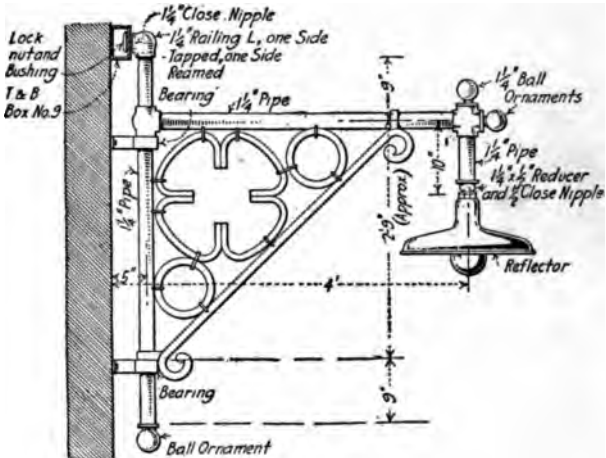 1¼" Close Nipple
1¼" Railing L, one Side
- Tapped, one Side
Reamed
Lock
nut and
Bushing
T & B
Box No. 9
Bearing
1¼" Pipe
9"
1¼" Ball
Ornaments
1¼" Pipe
1¼" x ½" Reducer
and ½" Close Nipple
10"
1¼" Pipe
2'9"
(Approx)
Reflector
5"
4'
Bearing
9"
Ball Ornament